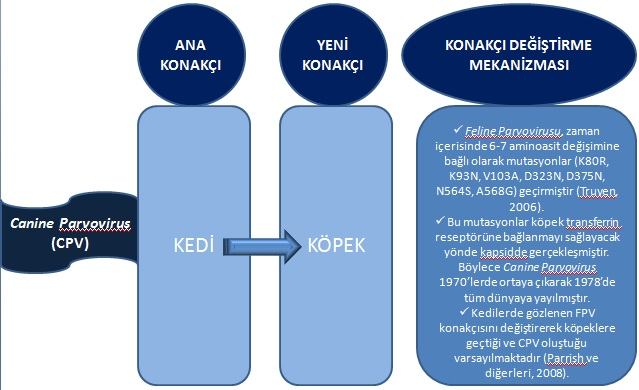 ANA
KONAKÇI
YENİ
KONAKÇI
KONAKÇI DEĞİŞTİRME
MEKANİZMASI
Canine Parvovirus
(CPV)
KEDİ
KÖPEK
✓ Feline Parvovirusu, zaman
içerisinde 6-7 aminoasit değişimine
bağlı olarak mutasyonlar (K80R,
K93N, V103A, D323N, D375N,
N564S, A568G) geçirmiştir (Truyen,
2006).
✓ Bu mutasyonlar köpek transferrin
reseptörüne bağlanmayı sağlayacak
yönde kapsidde gerçekleşmiştir.
Böylece Canine Parvovirus
1970'lerde ortaya çıkarak 1978'de
tüm dünyaya yayılmıştır.
✓ Kedilerde gözlenen FPV
konakçısını değiştirerek köpeklere
geçtiği ve CPV oluştuğu
varsayılmaktadır (Parrish ve
diğerleri, 2008).